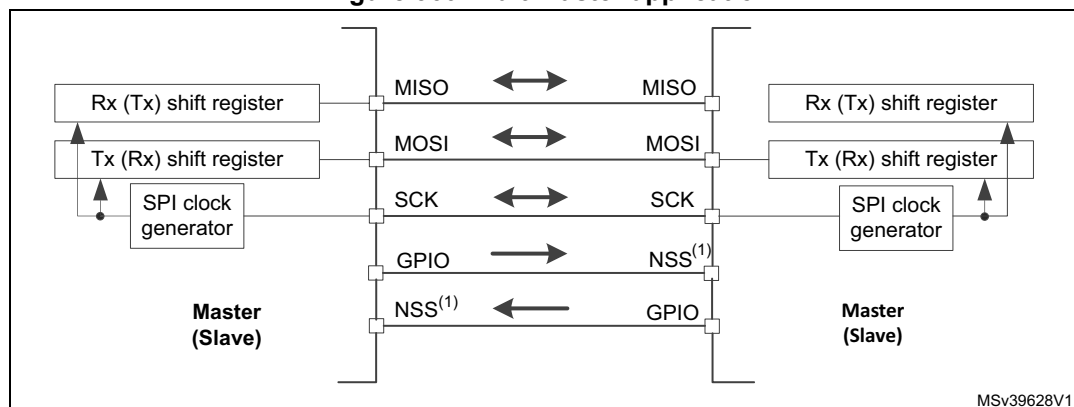 MISO MISO
Rx (Tx) shift register Rx (Tx) shift register
MOSI MOSI
Tx (Rx) shift register Tx (Rx) shift register
SPI clock generator SCK SCK SPI clock generator
GPIO NSS(1)
Master (Slave) NSS(1) GPIO Master (Slave)
MSv39628V1